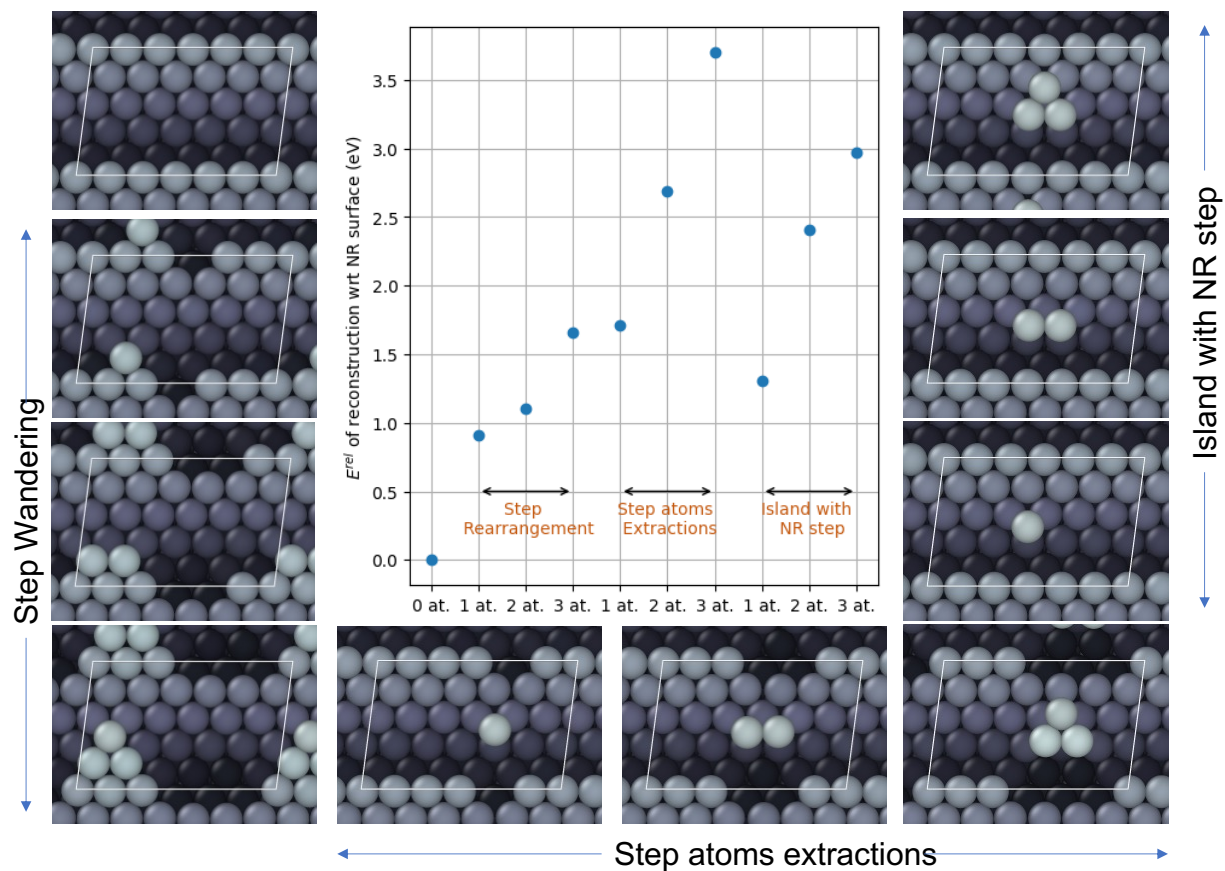 3.5
3.0
2.5
2.0
1.5
1.0
0.5
0.0
E^rel of reconstruction wrt NR surface (eV)
Step
Rearrangement
Step atoms
Extractions
Island with
NR step
0 at. 1 at. 2 at. 3 at. 1 at. 2 at. 3 at. 1 at. 2 at. 3 at.
Step Wandering
Island with NR step
Step atoms extractions